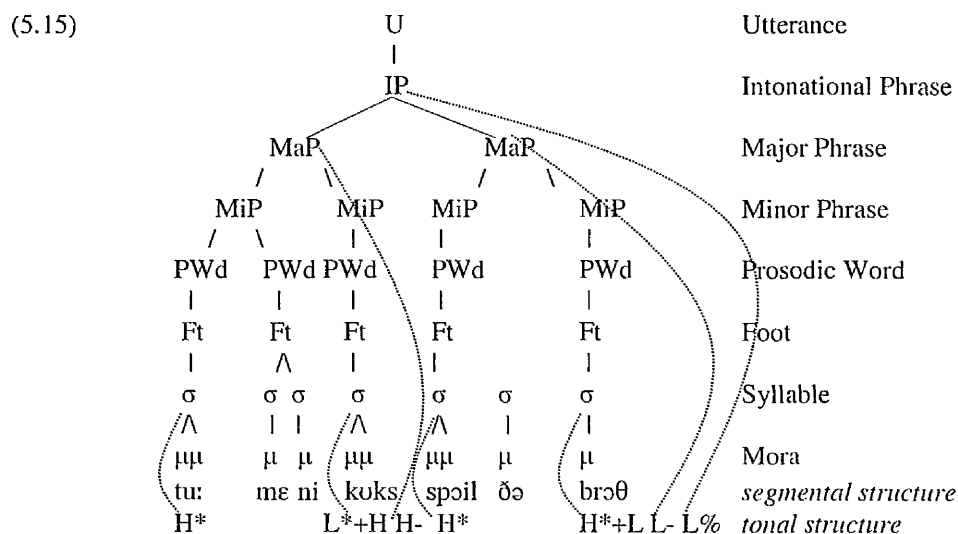 (5.15) U Utterance
IP Intonational Phrase
MaP MaP Major Phrase
MiP MiP MiP MiP Minor Phrase
PWd PWd PWd PWd PWd Prosodic Word
Ft Ft Ft Ft Ft Foot
σ σ σ σ σ σ σ Syllable
μμ μ μ μμ μμ μ μ Mora
tuː mɛ ni kʊks spɔil ðə brɔθ segmental structure
H* L*+H H- H* H*+L L- L% tonal structure